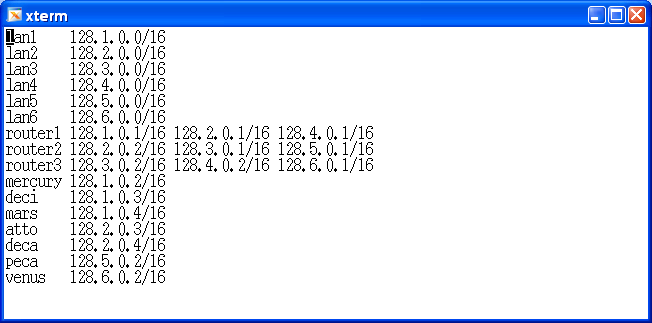 xterm
lan1 128.1.0.0/16
lan2 128.2.0.0/16
lan3 128.3.0.0/16
lan4 128.4.0.0/16
lan5 128.5.0.0/16
lan6 128.6.0.0/16
router1 128.1.0.1/16 128.2.0.1/16 128.4.0.1/16
router2 128.2.0.2/16 128.3.0.1/16 128.5.0.1/16
router3 128.3.0.2/16 128.4.0.2/16 128.6.0.1/16
mercury 128.1.0.2/16
deci 128.1.0.3/16
mars 128.1.0.4/16
atto 128.2.0.3/16
deca 128.2.0.4/16
peca 128.5.0.2/16
venus 128.6.0.2/16